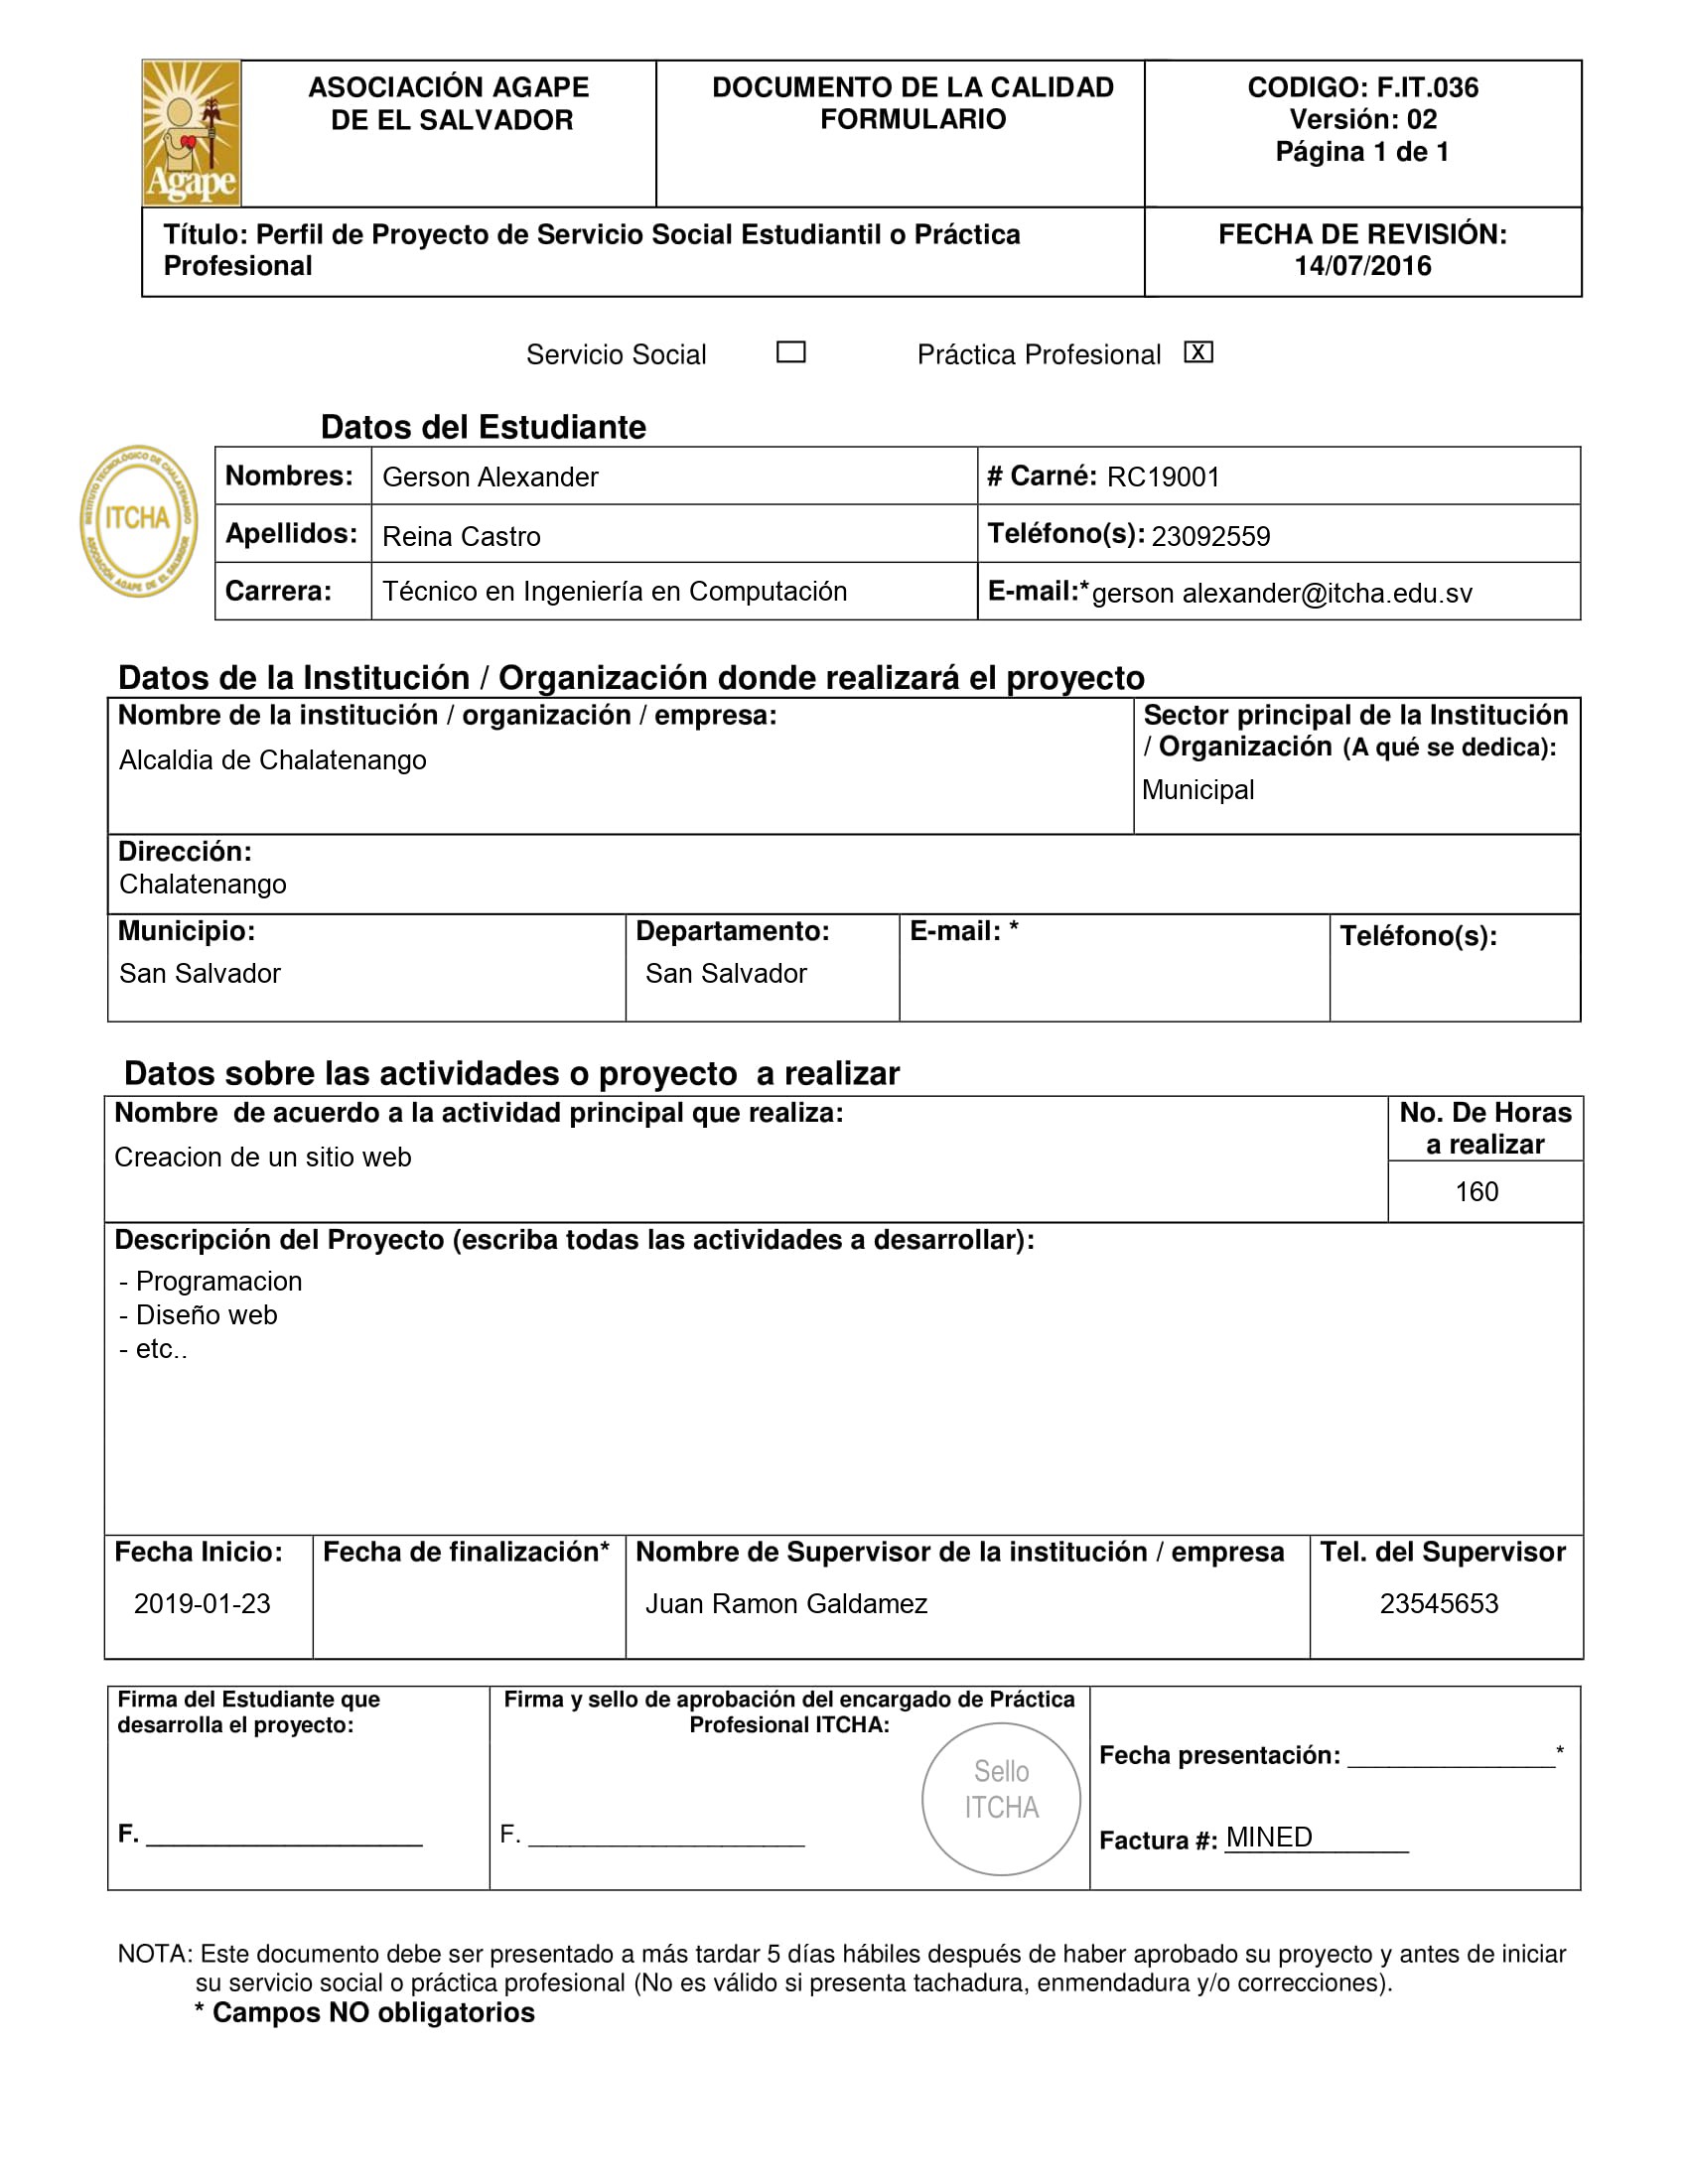 Agape
ASOCIACIÓN AGAPE
DE EL SALVADOR
DOCUMENTO DE LA CALIDAD
FORMULARIO
CODIGO: F.IT.036
Versión: 02
Página 1 de 1
Título: Perfil de Proyecto de Servicio Social Estudiantil o Práctica
Profesional
FECHA DE REVISIÓN:
14/07/2016
Servicio Social
Práctica Profesional X
Datos del Estudiante
INSTITUTO TECNOLÓGICO DE CHALATENANGO
ITCHA
ASOCIACIÓN AGAPE DE EL SALVADOR
Nombres: Gerson Alexander # Carné: RC19001
Apellidos: Reina Castro Teléfono(s): 23092559
Carrera: Técnico en Ingeniería en Computación E-mail:* gerson alexander@itcha.edu.sv
Datos de la Institución / Organización donde realizará el proyecto
Nombre de la institución / organización / empresa:
Alcaldia de Chalatenango
Sector principal de la Institución
/ Organización (A qué se dedica):
Municipal
Dirección:
Chalatenango
Municipio:
San Salvador
Departamento:
San Salvador
E-mail: *
Teléfono(s):
Datos sobre las actividades o proyecto a realizar
Nombre de acuerdo a la actividad principal que realiza:
Creacion de un sitio web
No. De Horas
a realizar
160
Descripción del Proyecto (escriba todas las actividades a desarrollar):
- Programacion
- Diseño web
- etc..
Fecha Inicio:
2019-01-23
Fecha de finalización*
Nombre de Supervisor de la institución / empresa
Juan Ramon Galdamez
Tel. del Supervisor
23545653
Firma del Estudiante que
desarrolla el proyecto:
F. ____________________
Firma y sello de aprobación del encargado de Práctica
Profesional ITCHA:
Sello
ITCHA
F. ____________________
Fecha presentación: _______________*
Factura #: MINED
NOTA: Este documento debe ser presentado a más tardar 5 días hábiles después de haber aprobado su proyecto y antes de iniciar
su servicio social o práctica profesional (No es válido si presenta tachadura, enmendadura y/o correcciones).
* Campos NO obligatorios